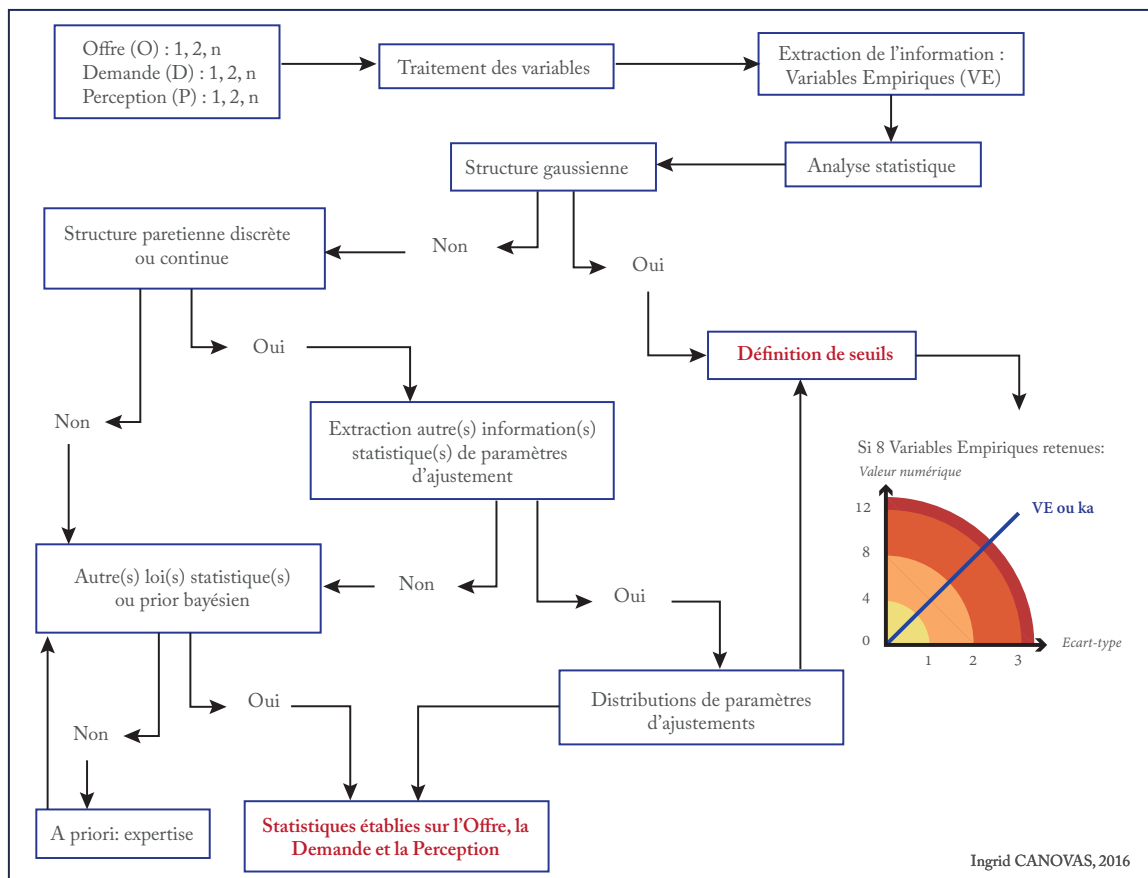 Offre (O) : 1, 2, n
Demande (D) : 1, 2, n
Perception (P) : 1, 2, n
Traitement des variables
Extraction de l'information :
Variables Empiriques (VE)
Structure gaussienne
Analyse statistique
Structure paretienne discrète
ou continue
Non
Oui
Oui
Définition de seuils
Non
Extraction autre(s) information(s)
statistique(s) de paramètres
d'ajustement
Si 8 Variables Empiriques retenues:
Valeur numérique
12
8
4
0
VE ou ka
1 2 3
Ecart-type
Autre(s) loi(s) statistique(s)
ou prior bayésien
Non
Oui
Oui
Non
Distributions de paramètres
d'ajustements
A priori: expertise
Statistiques établies sur l'Offre, la
Demande et la Perception
Ingrid CANOVAS, 2016